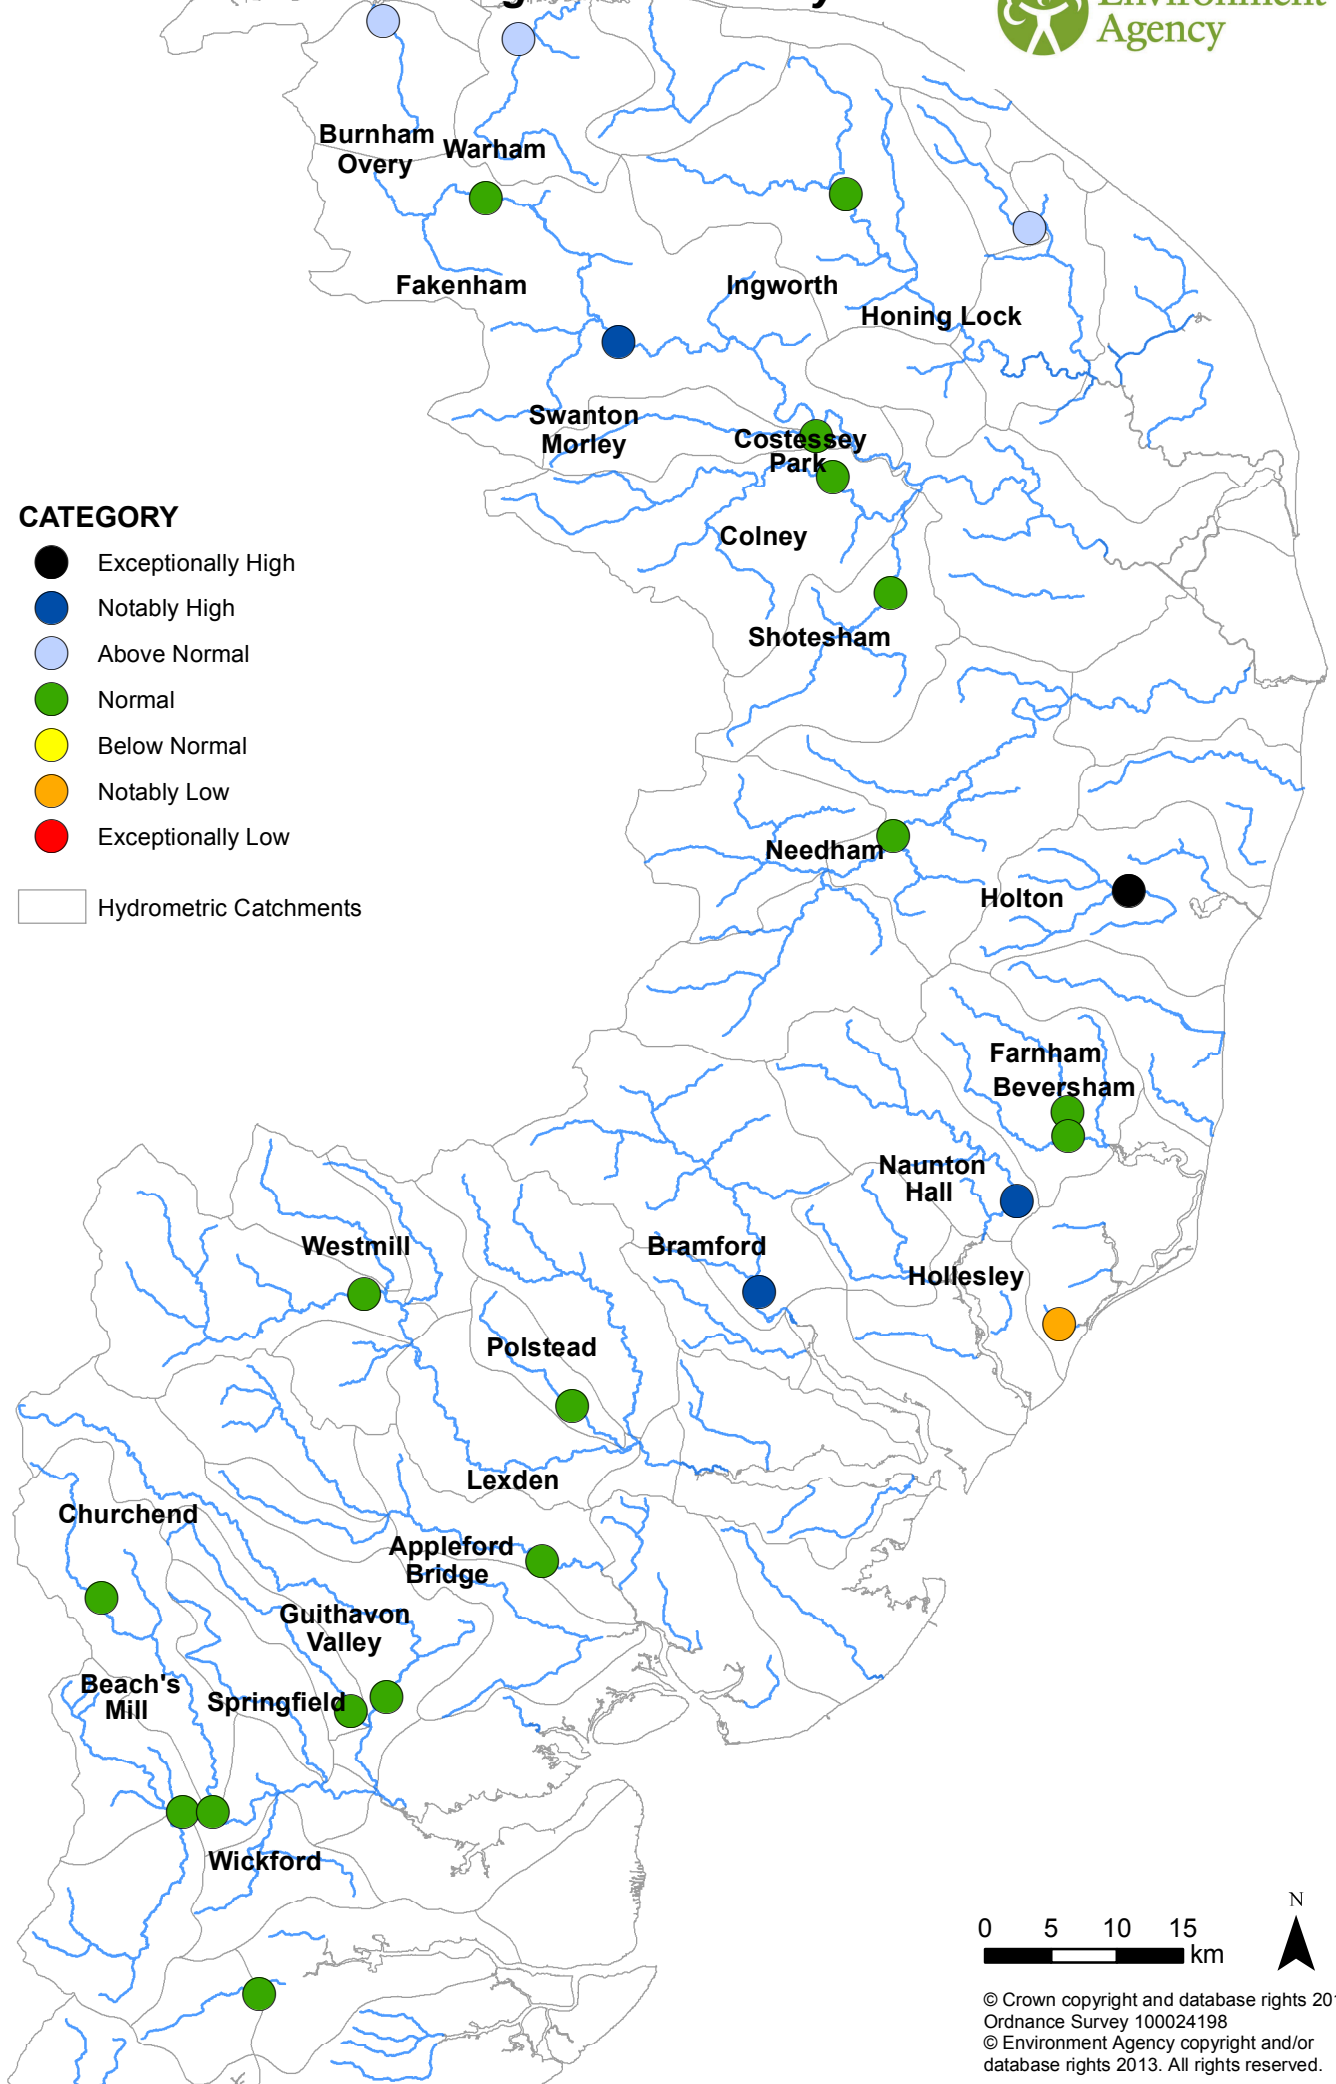 Agency
Burnham
Overy
Warham
Fakenham
Ingworth
Honing Lock
Swanton
Morley
Costessey
Park
Colney
Shotesham
CATEGORY
Exceptionally High
Notably High
Above Normal
Normal
Below Normal
Notably Low
Exceptionally Low
Hydrometric Catchments
Needham
Holton
Farnham
Beversham
Naunton
Hall
Westmill
Bramford
Hollesley
Polstead
Lexden
Churchend
Appleford
Bridge
Guithavon
Valley
Beach's
Mill
Springfield
Wickford
N
0 5 10 15
km
© Crown copyright and database rights
Ordnance Survey 100024198
© Environment Agency copyright and/or
database rights 2013. All rights reserved.